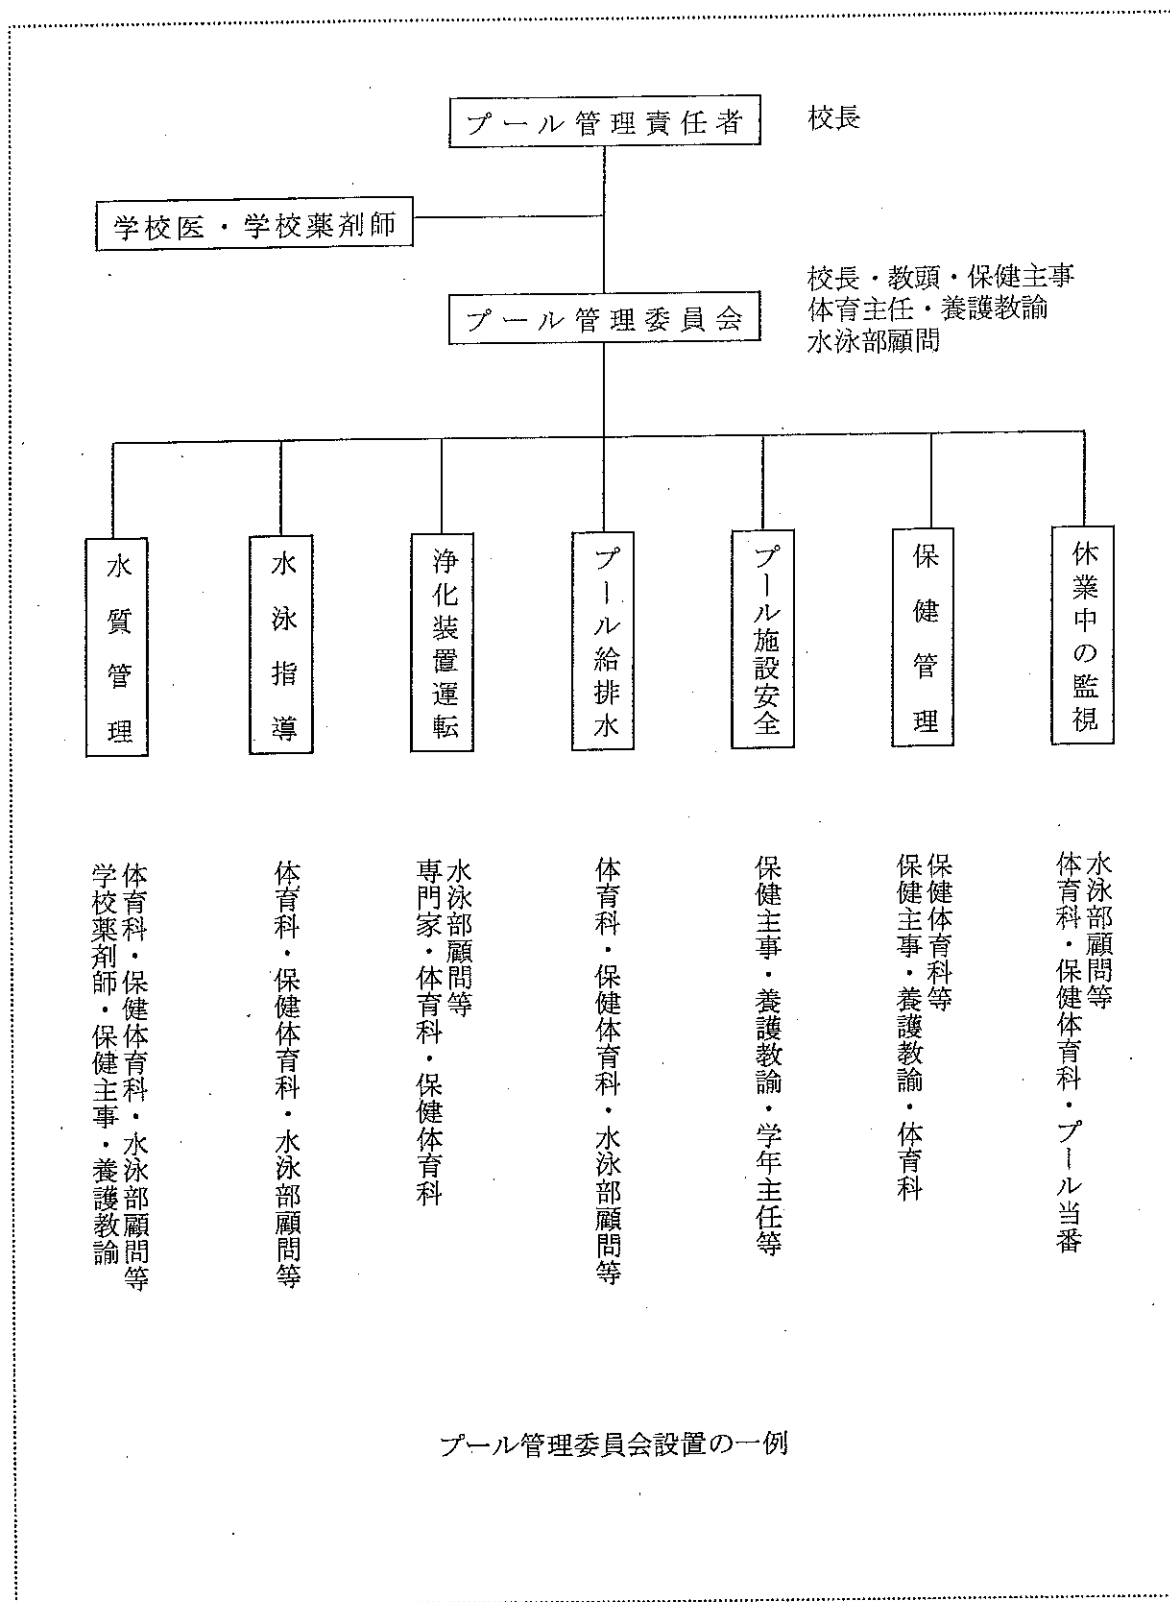 プール管理責任者
校長
学校医・学校薬剤師
プール管理委員会
校長・教頭・保健主事
体育主任・養護教諭
水泳部顧問
水質管理
水泳指導
浄化装置運転
プール給排水
プール施設安全
保健管理
休業中の監視
体育科・保健体育科・水泳部顧問等
学校薬剤師・保健主事・養護教諭
体育科・保健体育科・水泳部顧問等
水泳部顧問等
専門家・体育科・保健体育科
体育科・保健体育科・水泳部顧問等
保健主事・養護教諭・学年主任等
保健体育科等
保健主事・養護教諭・体育科
水泳部顧問等
体育科・保健体育科・プール当番
プール管理委員会設置の一例